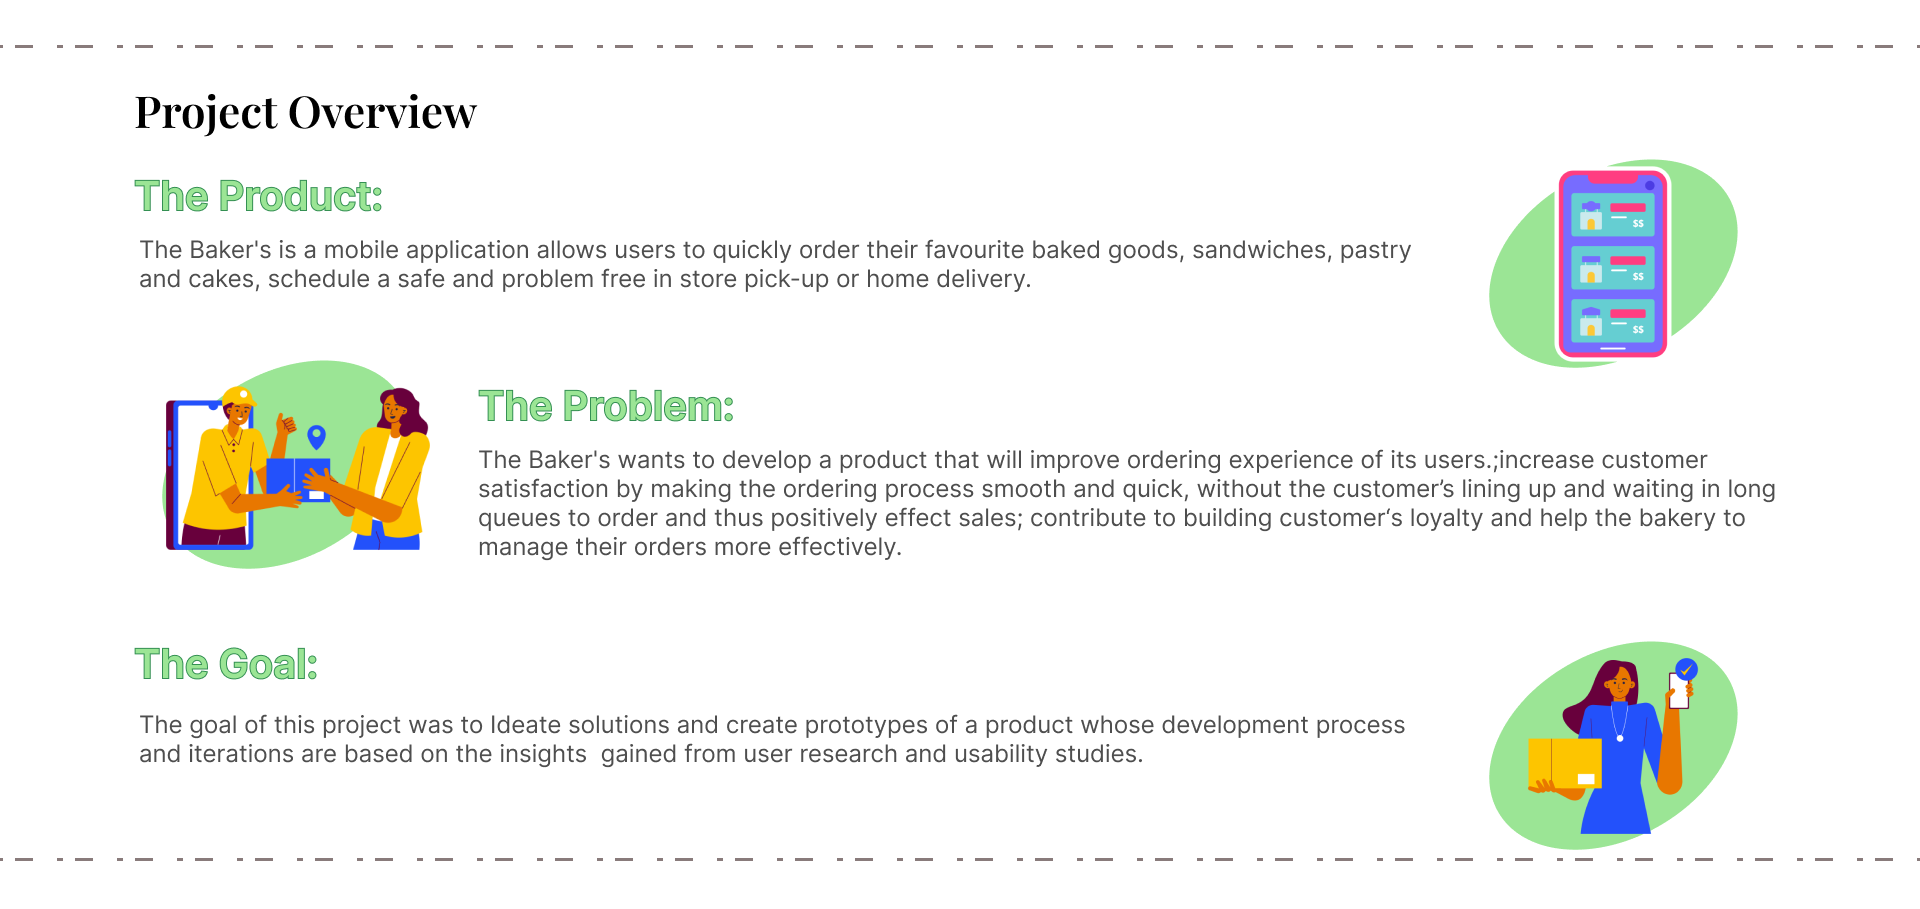 Project Overview
The Product:
The Baker's is a mobile application allows users to quickly order their favourite baked goods, sandwiches, pastry
and cakes, schedule a safe and problem free in store pick-up or home delivery.
$$
$$
$$
The Problem:
The Baker's wants to develop a product that will improve ordering experience of its users.;increase customer
satisfaction by making the ordering process smooth and quick, without the customer’s lining up and waiting in long
queues to order and thus positively effect sales; contribute to building customer‘s loyalty and help the bakery to
manage their orders more effectively.
The Goal:
The goal of this project was to Ideate solutions and create prototypes of a product whose development process
and iterations are based on the insights  gained from user research and usability studies.